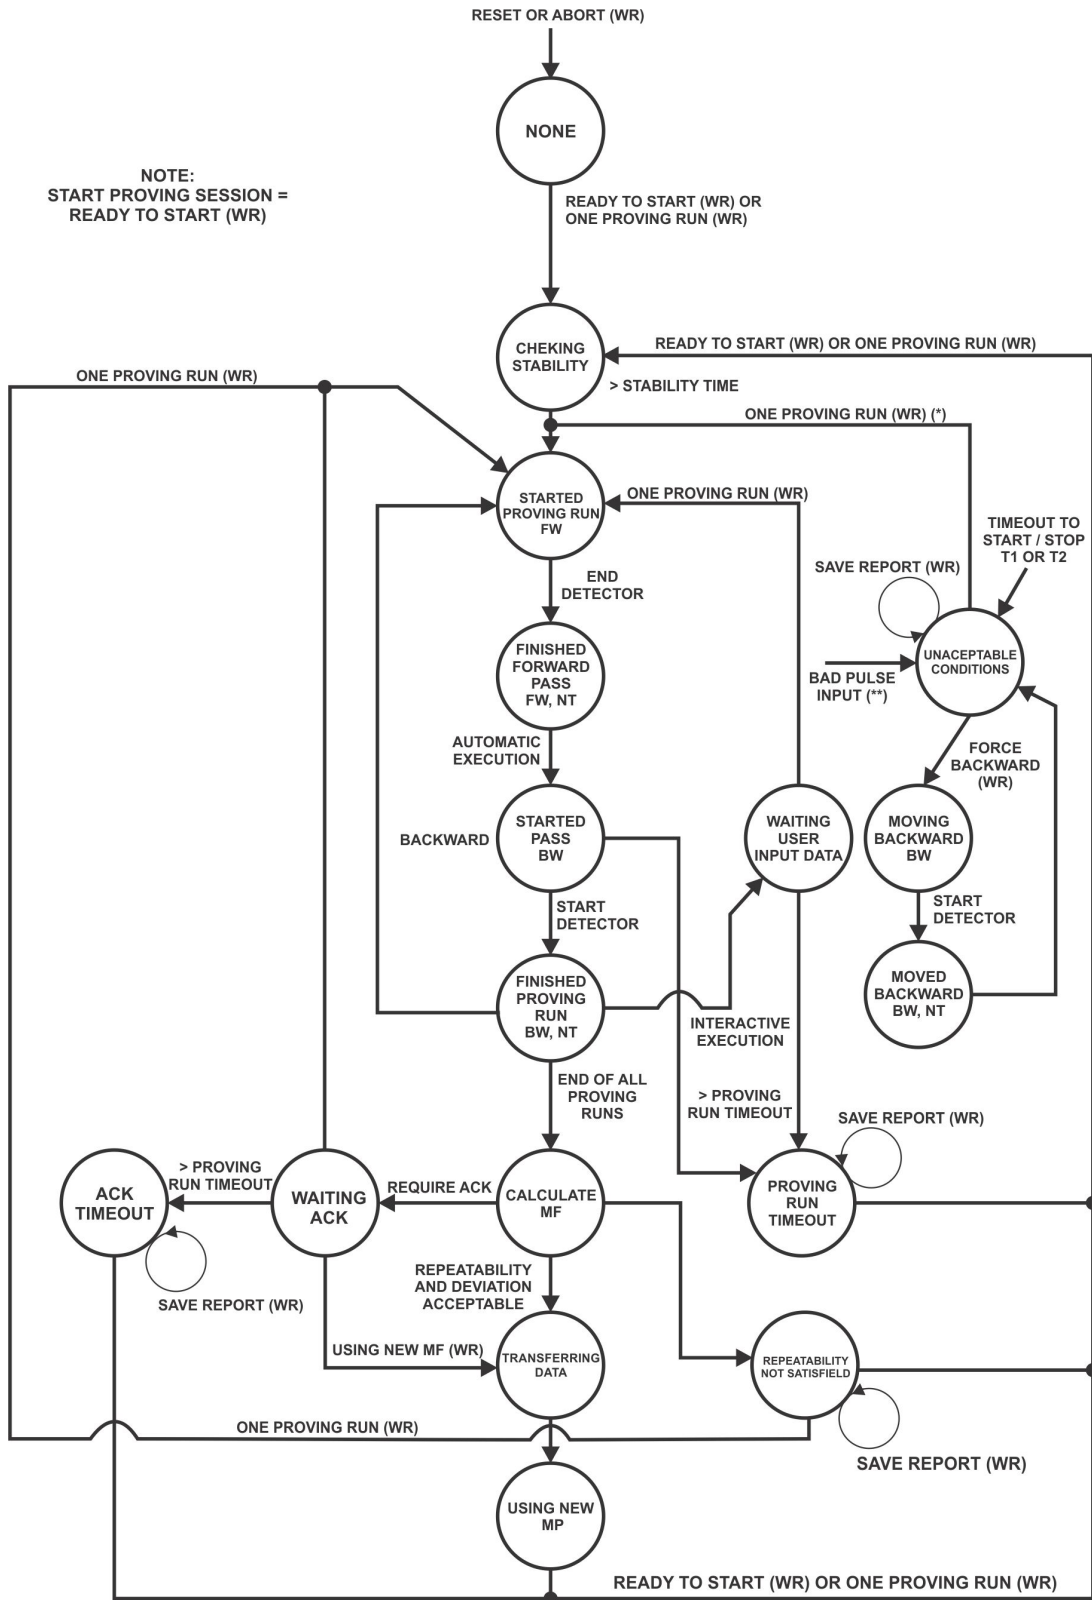 RESET OR ABORT (WR)
NONE
NOTE:
START PROVING SESSION =
READY TO START (WR)
READY TO START (WR) OR
ONE PROVING RUN (WR)
CHEKING
STABILITY
READY TO START (WR) OR ONE PROVING RUN (WR)
ONE PROVING RUN (WR)
> STABILITY TIME
ONE PROVING RUN (WR) (*)
STARTED
PROVING RUN
FW
ONE PROVING RUN (WR)
TIMEOUT TO
START / STOP
T1 OR T2
SAVE REPORT (WR)
END
DETECTOR
FINISHED
FORWARD
PASS
FW, NT
UNACEPTABLE
CONDITIONS
BAD PULSE
INPUT (**)
AUTOMATIC
EXECUTION
FORCE
BACKWARD
(WR)
BACKWARD
STARTED
PASS
BW
WAITING
USER
INPUT DATA
MOVING
BACKWARD
BW
START
DETECTOR
START
DETECTOR
FINISHED
PROVING
RUN
BW, NT
MOVED
BACKWARD
BW, NT
INTERACTIVE
EXECUTION
END OF ALL
PROVING
RUNS
> PROVING
RUN TIMEOUT
SAVE REPORT (WR)
ACK
TIMEOUT
> PROVING
RUN TIMEOUT
WAITING
ACK
REQUIRE ACK
CALCULATE
MF
PROVING
RUN
TIMEOUT
REPEATABILITY
AND DEVIATION
ACCEPTABLE
SAVE REPORT (WR)
USING NEW MF (WR)
TRANSFERRING
DATA
REPEATABILITY
NOT SATISFIELD
ONE PROVING RUN (WR)
SAVE REPORT (WR)
USING NEW
MP
READY TO START (WR) OR ONE PROVING RUN (WR)